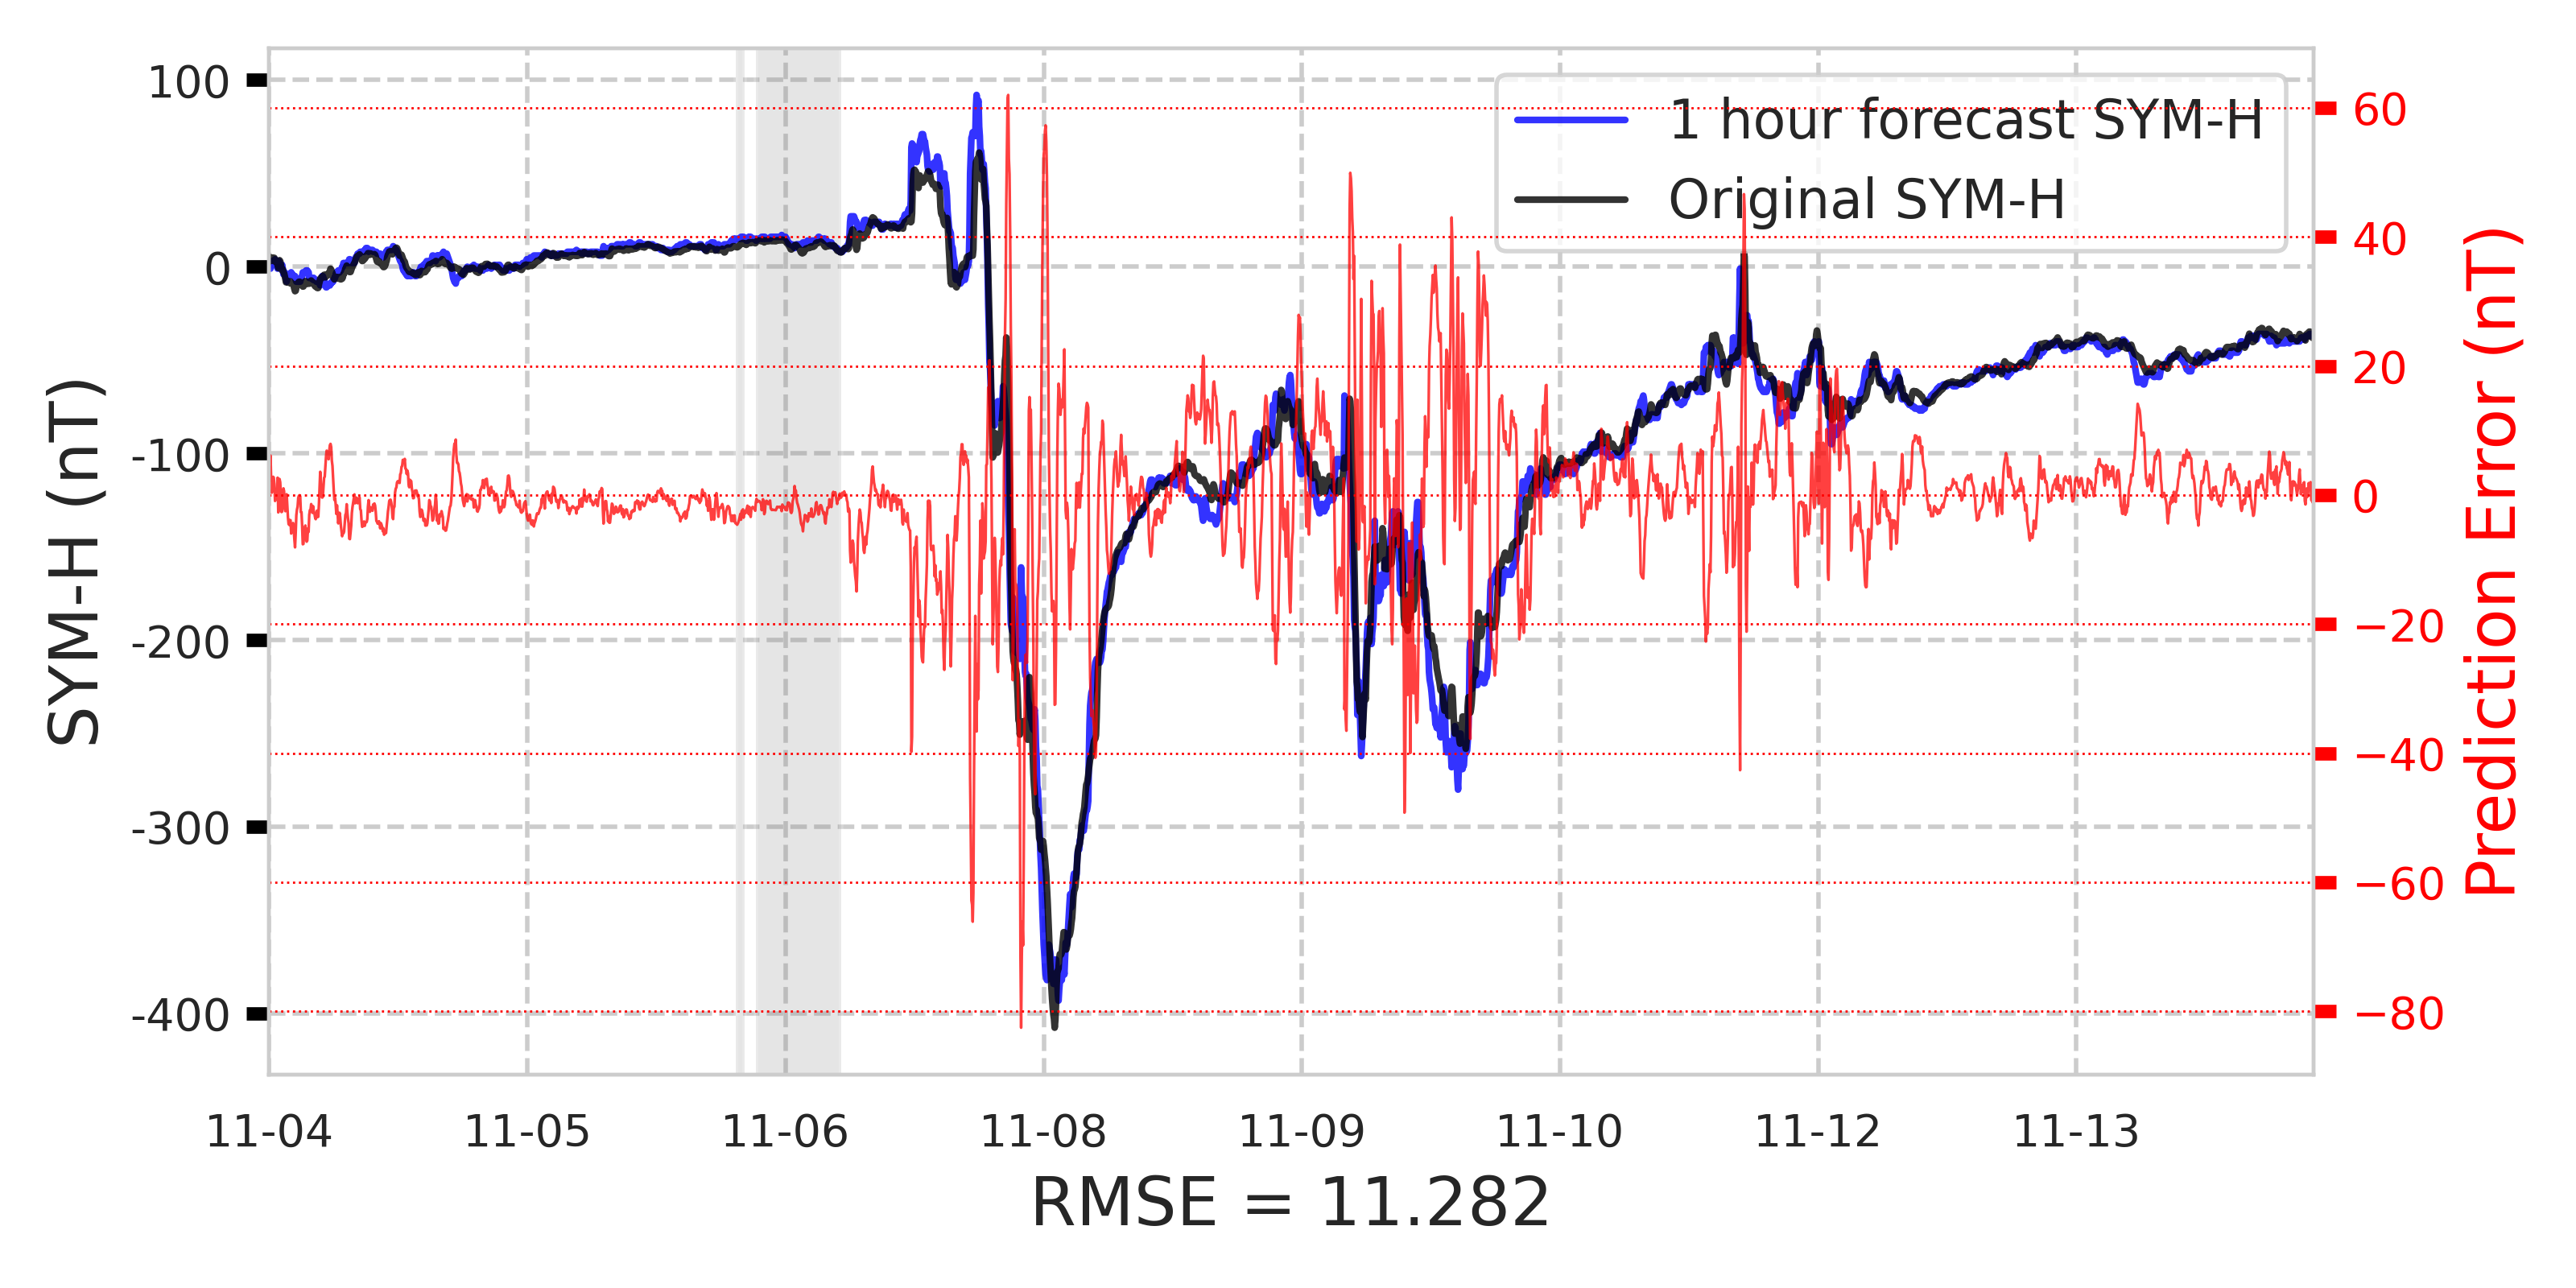 1 hour forecast SYM-H
Original SYM-H
SYM-H (nT)
100
0
-100
-200
-300
-400
Prediction Error (nT)
60
40
20
0
−20
−40
−60
−80
11-04 11-05 11-06 11-08 11-09 11-10 11-12 11-13
RMSE = 11.282